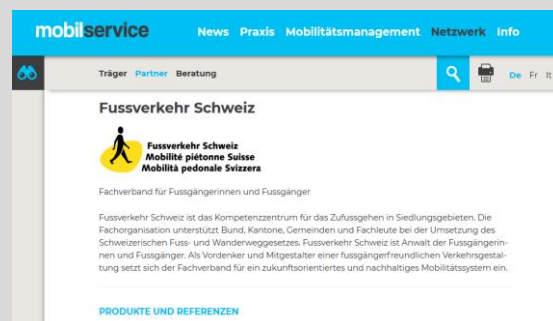 mobilservice
News Praxis Mobilitätsmanagement Netzwerk Info
Träger Partner Beratung
De Fr It
Fussverkehr Schweiz
Fussverkehr Schweiz
Mobilité piétonne Suisse
Mobilità pedonale Svizzera
Fachverband für Fussgängerinnen und Fussgänger
Fussverkehr Schweiz ist das Kompetenzzentrum für das Zufussgehen in Siedlungsgebieten. Die
Fachorganisation unterstützt Bund, Kantone, Gemeinden und Fachleute bei der Umsetzung des
Schweizerischen Fuss- und Wanderweggesetzes. Fussverkehr Schweiz ist Anwalt der Fussgängerin-
nen und Fussgänger. Als Vordenker und Mitgestalter einer fussgängerfreundlichen Verkehrsgestal-
tung setzt sich der Fachverband für ein zukunftsorientiertes und nachhaltiges Mobilitätssystem ein.
PRODUKTE UND REFERENZEN